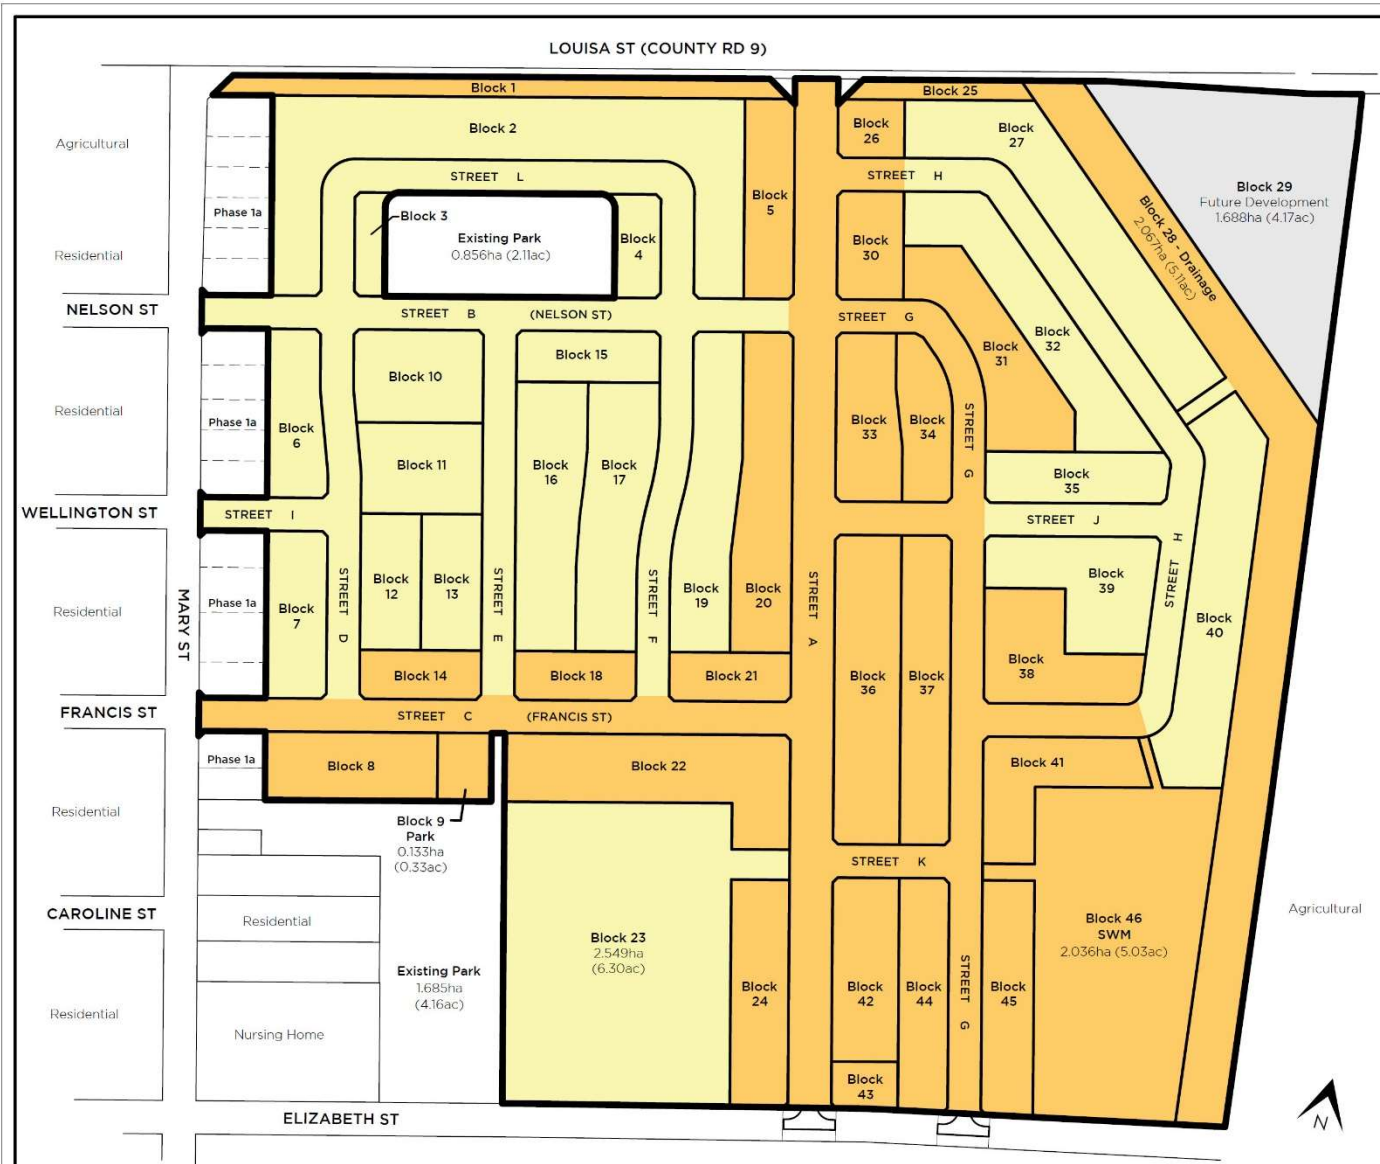 LOUISA ST (COUNTY RD 9)
Block 1
Block 25
Agricultural
Block 2
Block
26
Block
27
STREET L
STREET H
Block 29
Future Development
1.688ha (4.17ac)
Phase 1a
Block 3
Block
5
Block 28 - Drainage
2.067ha (5.11ac)
Existing Park
0.856ha (2.11ac)
Block
4
Block
30
Residential
NELSON ST
STREET B (NELSON ST)
STREET G
Block
32
Block
31
Block 15
Block 10
Residential
Phase 1a
Block
6
Block
33
Block
34
STREET G
Block 11
Block
16
Block
17
Block
35
WELLINGTON ST
STREET I
STREET J
STREET H
MARY ST
Residential
Phase 1a
Block
7
STREET D
Block
12
Block
13
STREET E
STREET F
Block
19
Block
20
STREET A
Block
39
Block
40
Block 14
Block 18
Block 21
Block
36
Block
37
Block
38
FRANCIS ST
STREET C (FRANCIS ST)
Phase 1a
Block 8
Block 22
Block 41
Residential
Block 9
Park
0.133ha
(0.33ac)
STREET K
CAROLINE ST
Residential
Agricultural
Block 23
2.549ha
(6.30ac)
Block 46
SWM
2.036ha (5.03ac)
Existing Park
1.685ha
(4.16ac)
Block
24
Block
42
Block
44
STREET G
Block
45
Residential
Nursing Home
Block
43
ELIZABETH ST
N